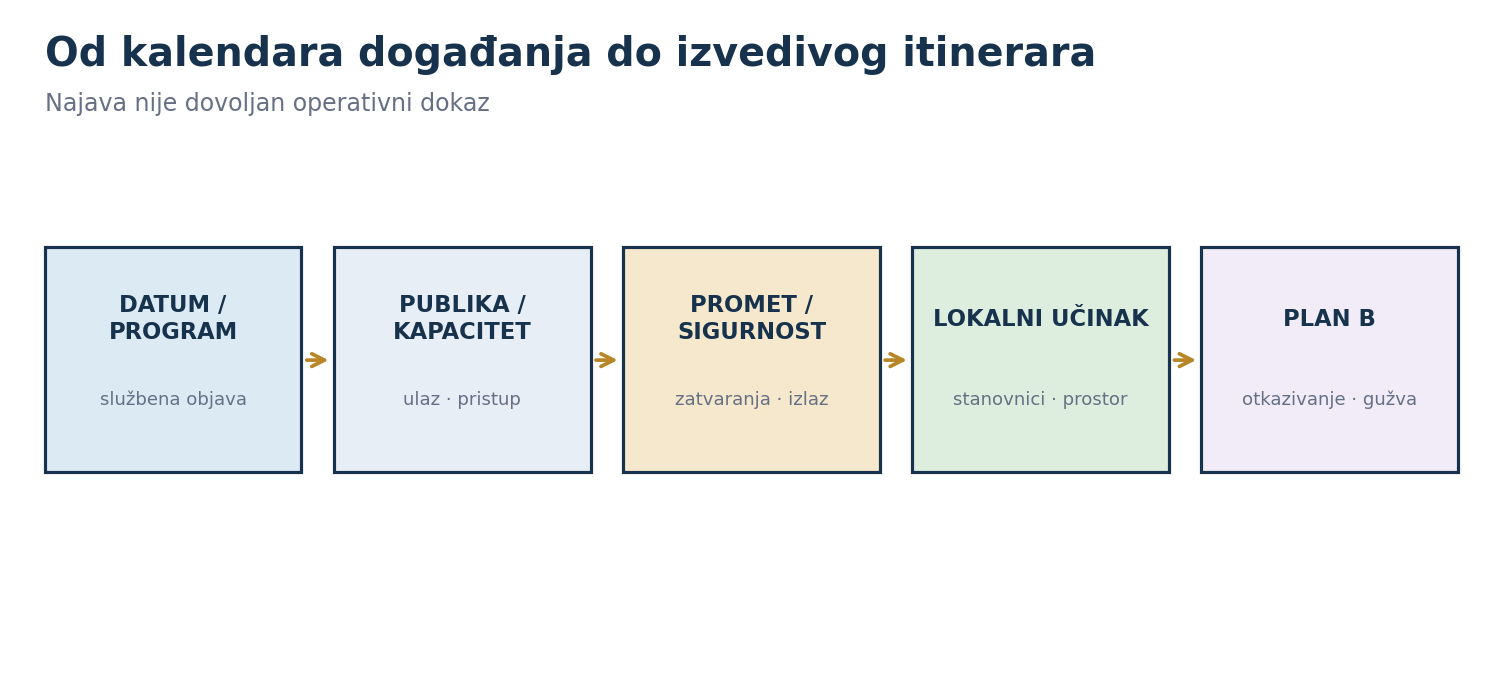 Od kalendara događanja do izvedivog itinerara
Najava nije dovoljan operativni dokaz
DATUM /
PROGRAM
službena objava
PUBLIKA /
KAPACITET
ulaz · pristup
PROMET /
SIGURNOST
zatvaranja · izlaz
LOKALNI UČINAK
stanovnici · prostor
PLAN B
otkazivanje · gužva